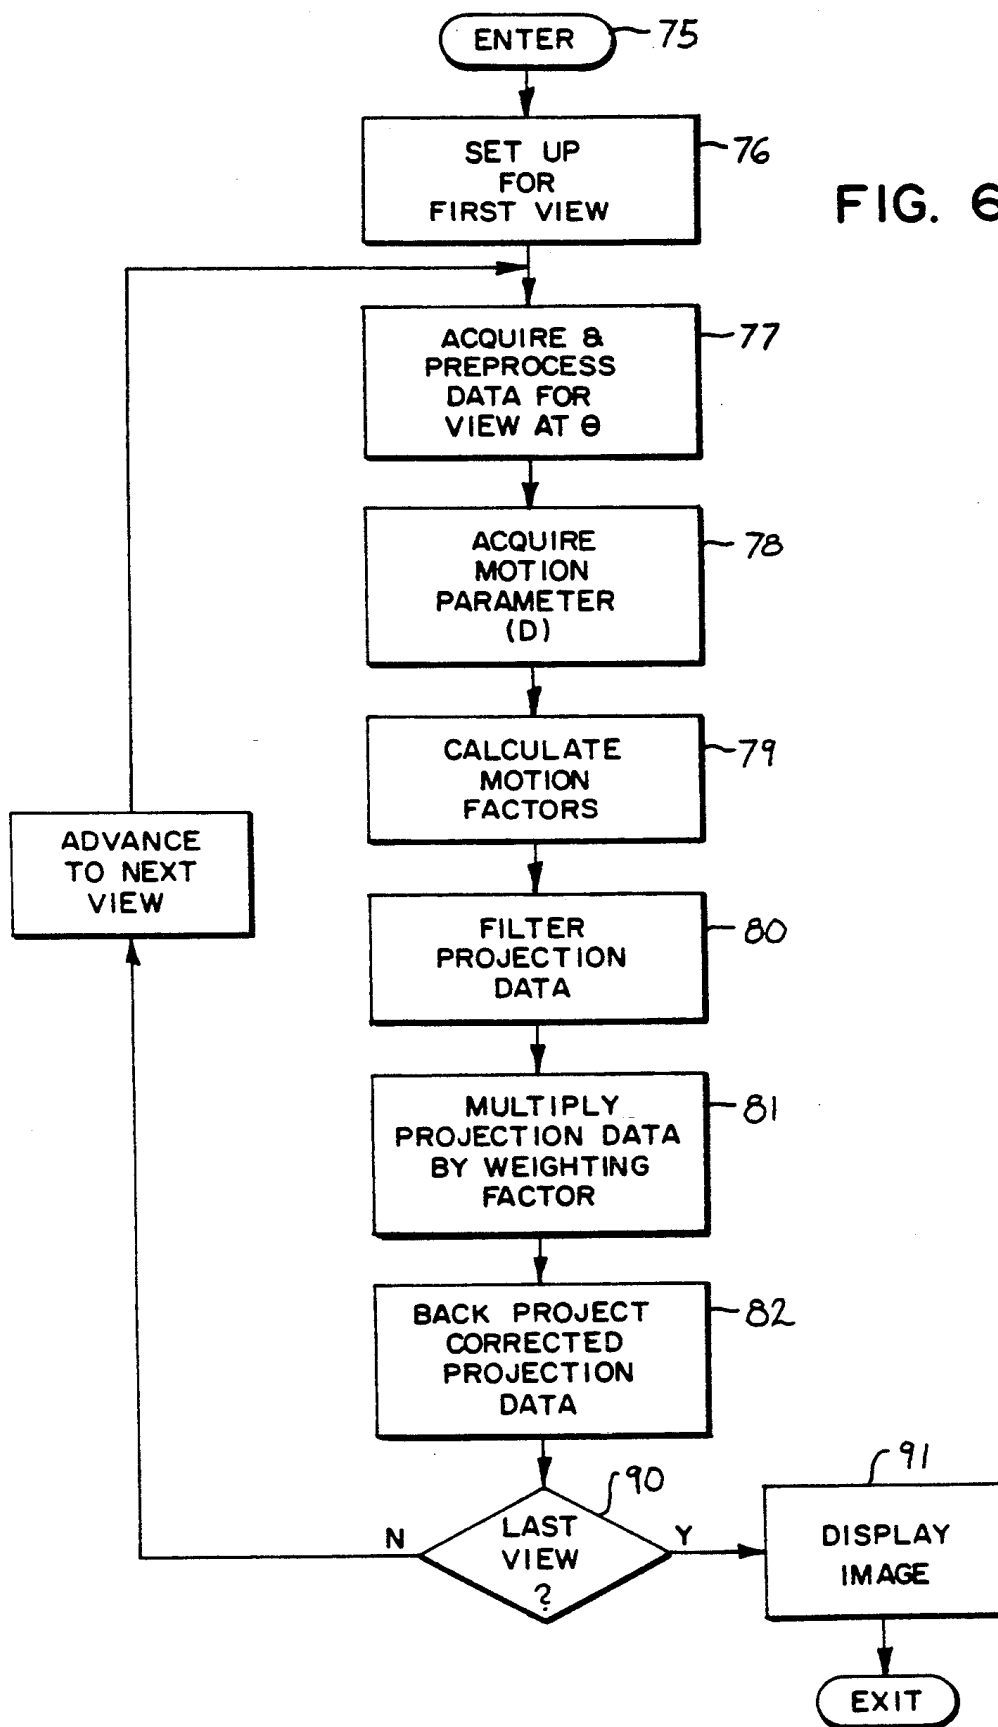 ENTER
75
SET UP
FOR
FIRST VIEW
76
FIG. 6
ACQUIRE &
PREPROCESS
DATA FOR
VIEW AT θ
77
ACQUIRE
MOTION
PARAMETER
(D)
78
CALCULATE
MOTION
FACTORS
79
ADVANCE
TO NEXT
VIEW
FILTER
PROJECTION
DATA
80
MULTIPLY
PROJECTION DATA
BY WEIGHTING
FACTOR
81
BACK PROJECT
CORRECTED
PROJECTION
DATA
82
90
N
LAST
VIEW
?
Y
91
DISPLAY
IMAGE
EXIT